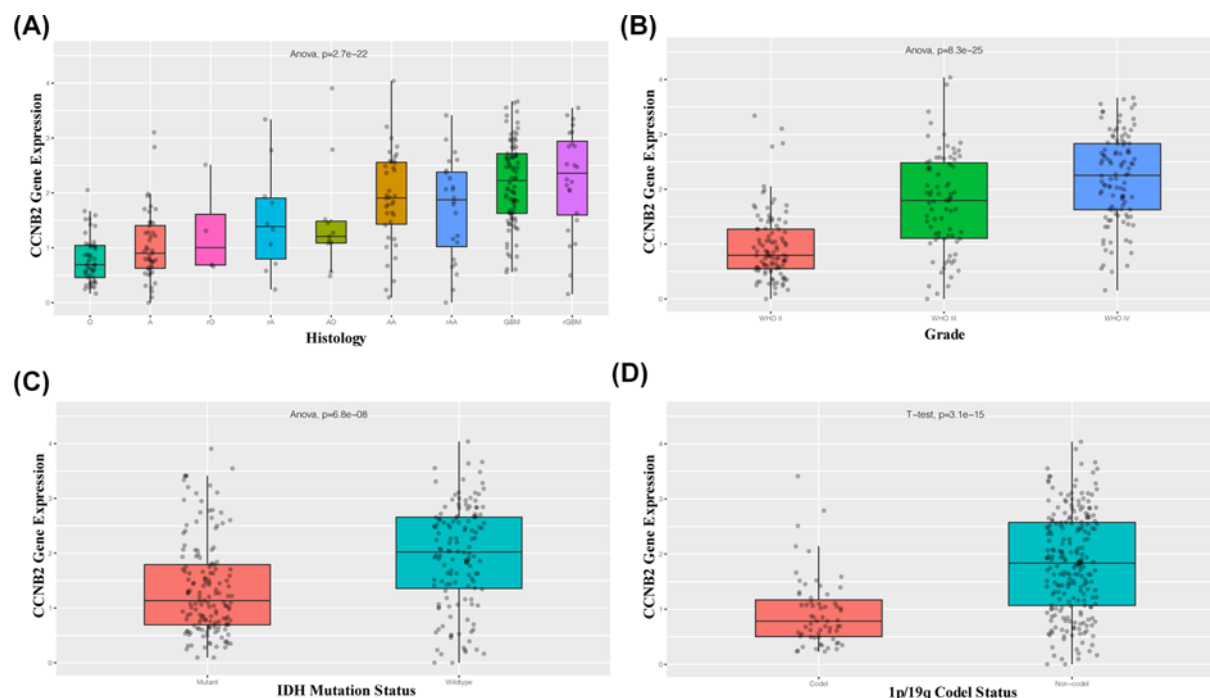 (A)
Anova, p=2.7e-22
CCNB2 Gene Expression
4
3
2
1
0
O A rO rA AO AA rAA GBM rGBM
Histology
(B)
Anova, p=8.3e-25
CCNB2 Gene Expression
4
3
2
1
0
WHO II WHO III WHO IV
Grade
(C)
Anova, p=6.8e-08
CCNB2 Gene Expression
4
3
2
1
0
Mutant Wildtype
IDH Mutation Status
(D)
T-test, p=3.1e-15
CCNB2 Gene Expression
4
3
2
1
0
Codel Non-codel
1p/19q Codel Status